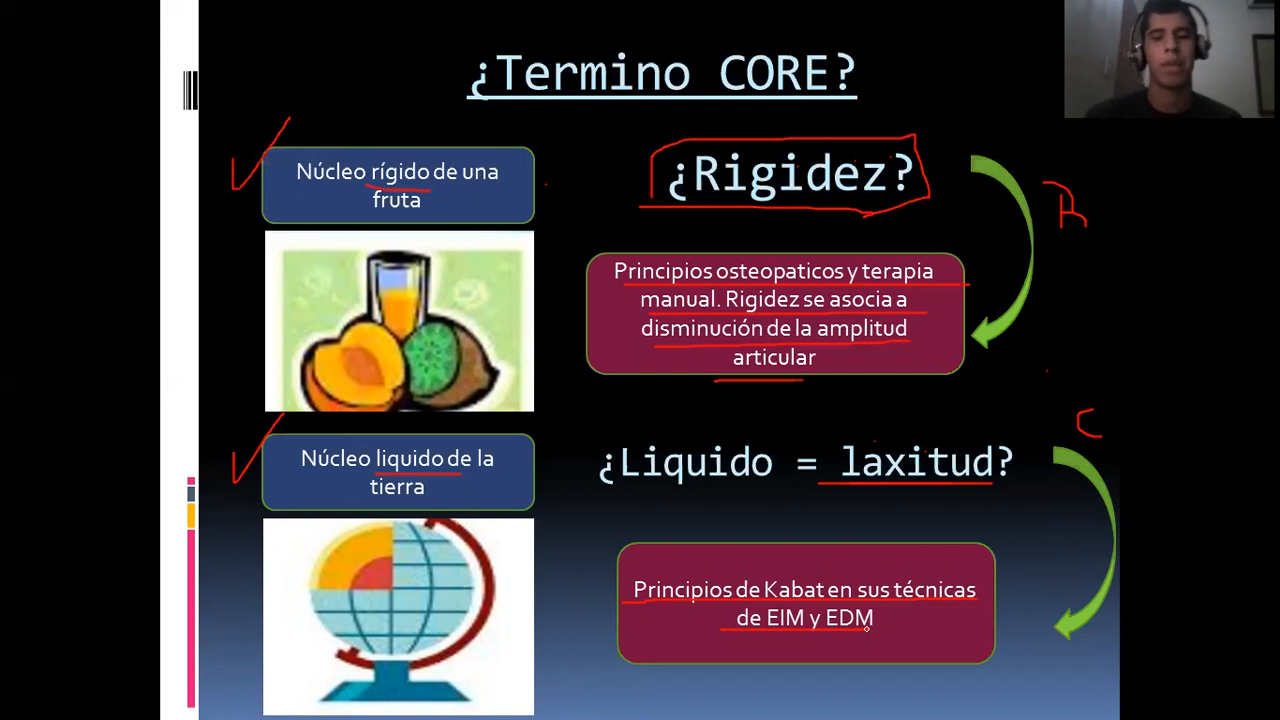 ¿Termino CORE?
Núcleo rígido de una
fruta
¿Rigidez?
R
Principios osteopaticos y terapia
manual. Rigidez se asocia a
disminución de la amplitud
articular
Núcleo liquido de la
tierra
¿Liquido = laxitud?
C
Principios de Kabat en sus técnicas
de EIM y EDM